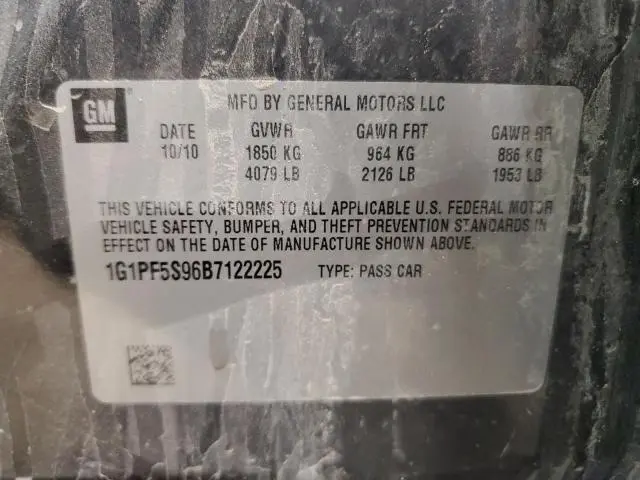 GM
MFD BY GENERAL MOTORS LLC
DATE GVWR GAWR FRT GAWR RR
10/10 1850 KG 964 KG 886 KG
4079 LB 2126 LB 1953 LB
THIS VEHICLE CONFORMS TO ALL APPLICABLE U.S. FEDERAL MOTOR
VEHICLE SAFETY, BUMPER, AND THEFT PREVENTION STANDARDS IN
EFFECT ON THE DATE OF MANUFACTURE SHOWN ABOVE.
1G1PF5S96B7122225 TYPE: PASS CAR